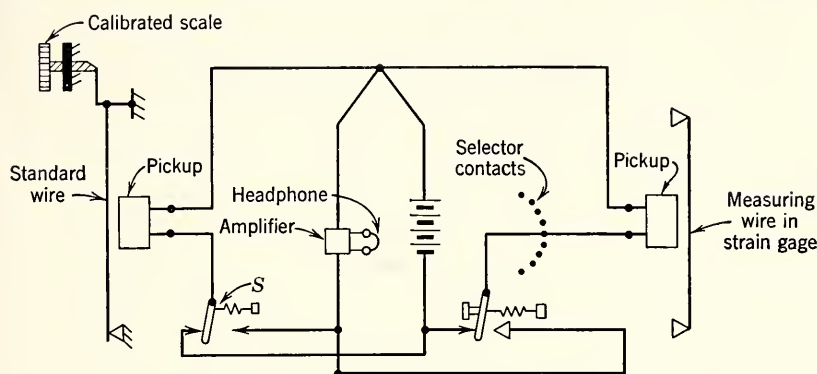 Calibrated scale
Standard
wire
Pickup
Headphone
Amplifier
S
Selector
contacts
Pickup
Measuring
wire in
strain gage